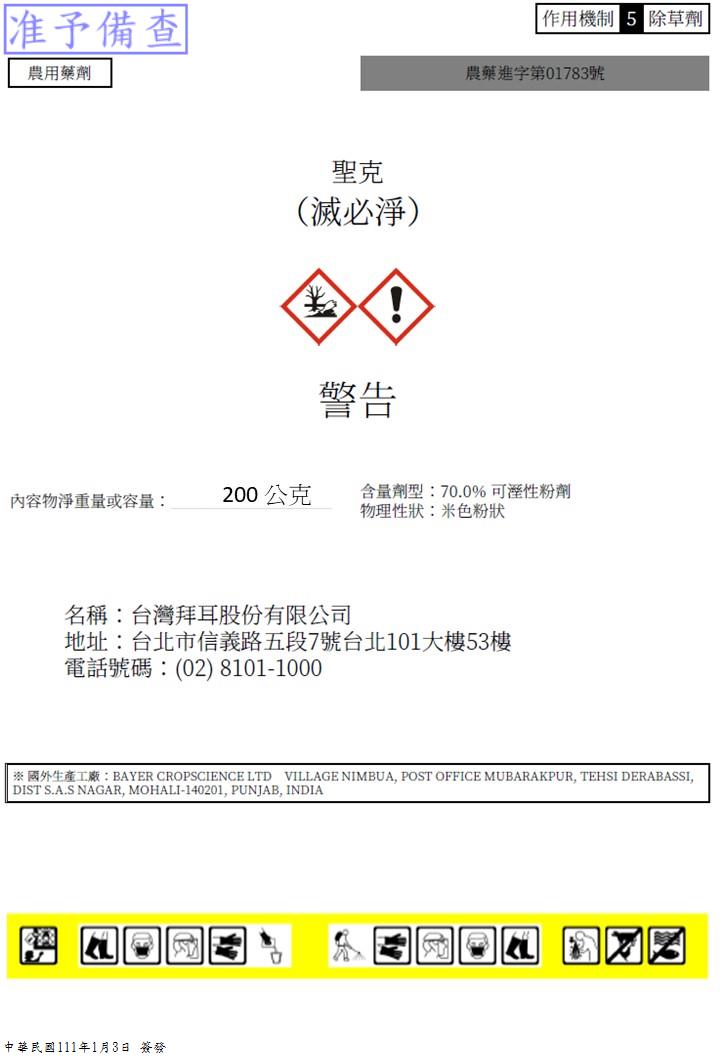 准予備查
作用機制 5 除草劑
農用藥劑
農藥進字第01783號
聖克
（滅必淨）
警告
內容物淨重量或容量： 200 公克
含量劑型：70.0% 可溼性粉劑
物理性狀：米色粉狀
名稱：台灣拜耳股份有限公司
地址：台北市信義路五段7號台北101大樓53樓
電話號碼：(02) 8101-1000
※ 國外生產工廠：BAYER CROPSCIENCE LTD VILLAGE NIMBUA, POST OFFICE MUBARAKPUR, TEHSI DERABASSI,
DIST S.A.S NAGAR, MOHALI-140201, PUNJAB, INDIA
中華民國111年1月3日 簽發